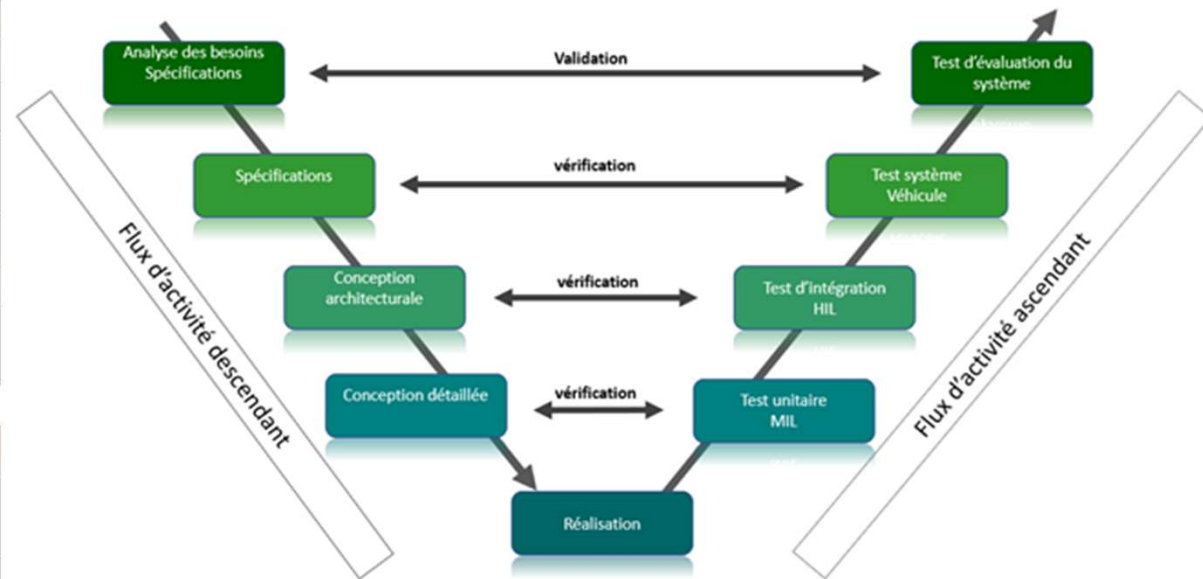 Analyse des besoins
Spécifications
Validation
Test d'évaluation du
système
Spécifications
vérification
Test système
Véhicule
Conception
architecturale
vérification
Test d'intégration
HIL
Conception détaillée
vérification
Test unitaire
MIL
Réalisation
Flux d'activité descendant
Flux d'activité ascendant